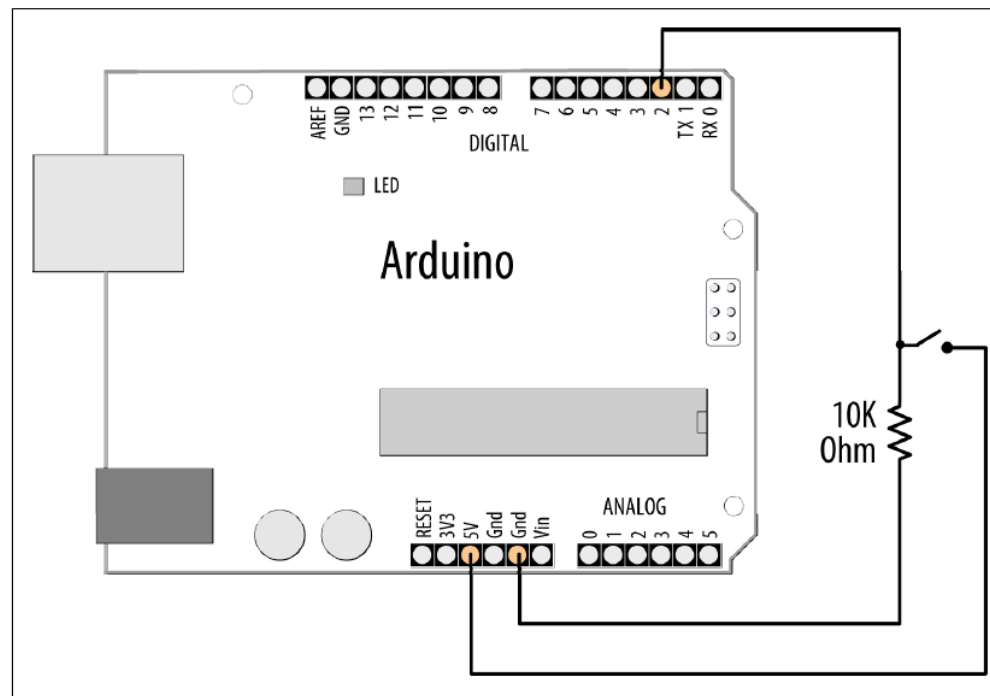 AREF GND 13 12 11 10 9 8 7 6 5 4 3 2 TX 1 RX 0
DIGITAL
LED
Arduino
10K
Ohm
ANALOG
RESET 3V3 5V Gnd Gnd Vin 0 1 2 3 4 5